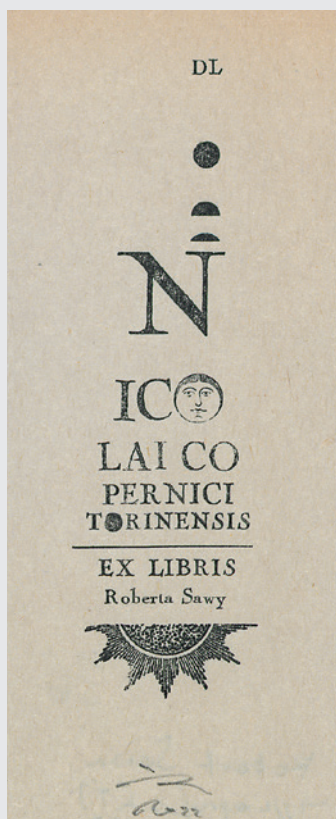 DL
N
ICO
LAI CO
PERNICI
TORINENSIS
EX LIBRIS
Roberta Sawy